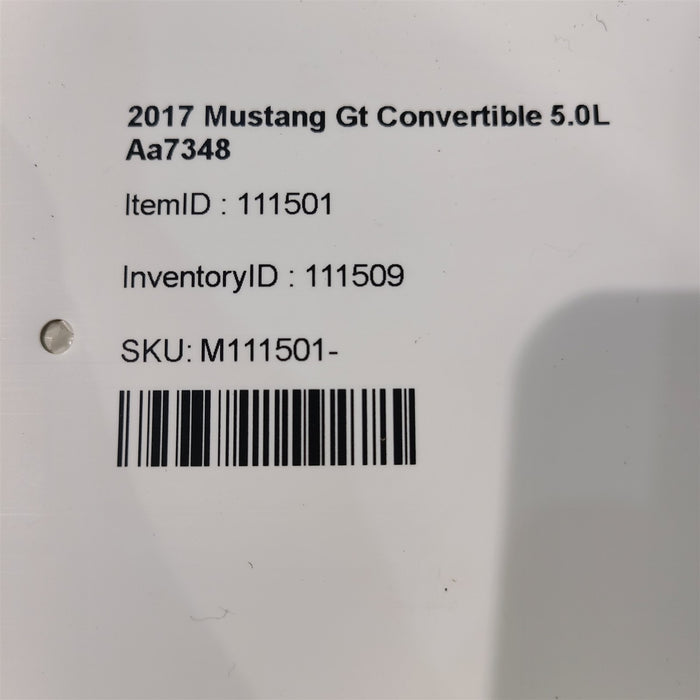 2017 Mustang Gt Convertible 5.0L
Aa7348
ItemID : 111501
InventoryID : 111509
SKU: M111501-